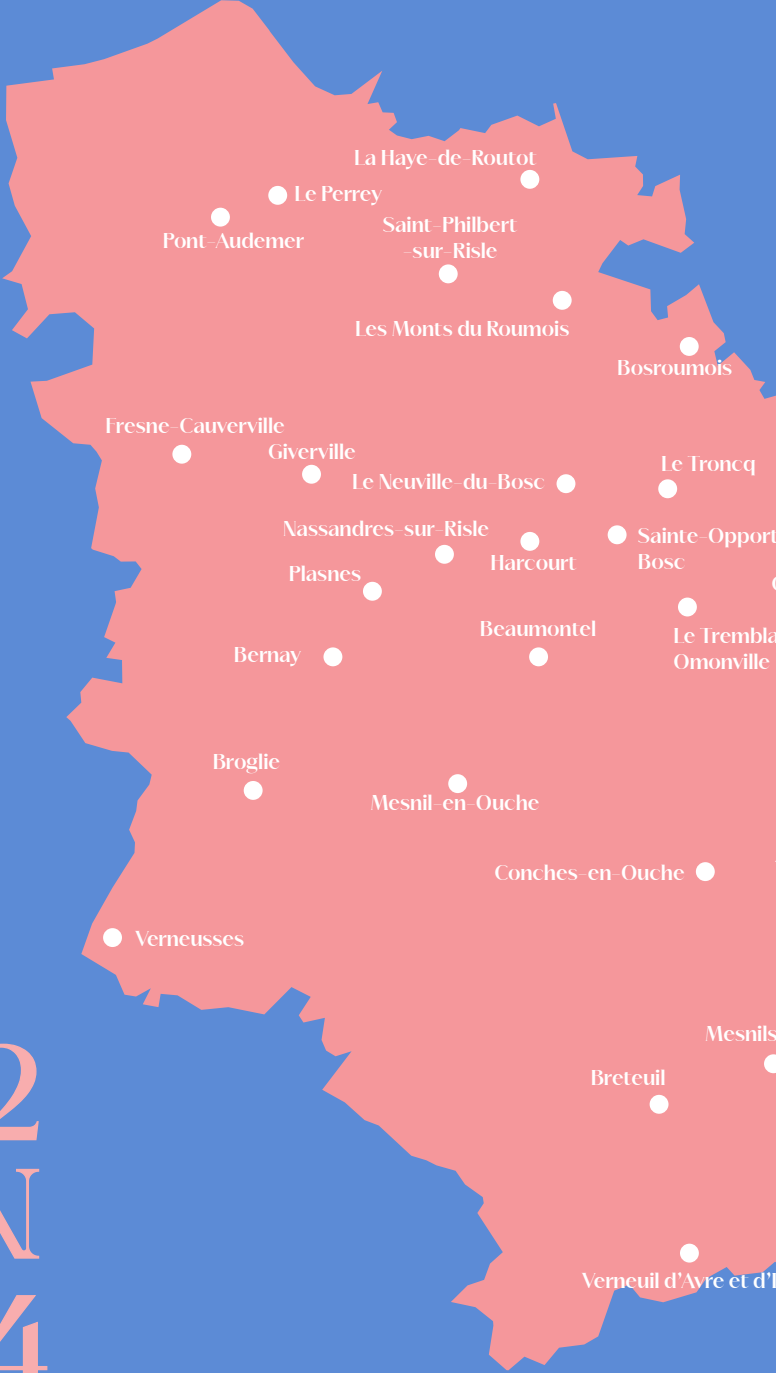 La Haye-de-Routot
Le Perrey
Saint-Philbert
-sur-Risle
Pont-Audemer
Les Monts du Roumois
Bosroumois
Fresne-Cauverville
Giverville
Le Troncq
Le Neuville-du-Bosc
Nassandres-sur-Risle
Sainte-Opport
Bosc
Harcourt
Plasnes
Beaumontel
Le Trembla
Omonville
Bernay
Broglie
Mesnil-en-Ouche
Conches-en-Ouche
Verneusses
Mesnils
2
Breteuil
N
Verneuil d'Avre et d'I
4